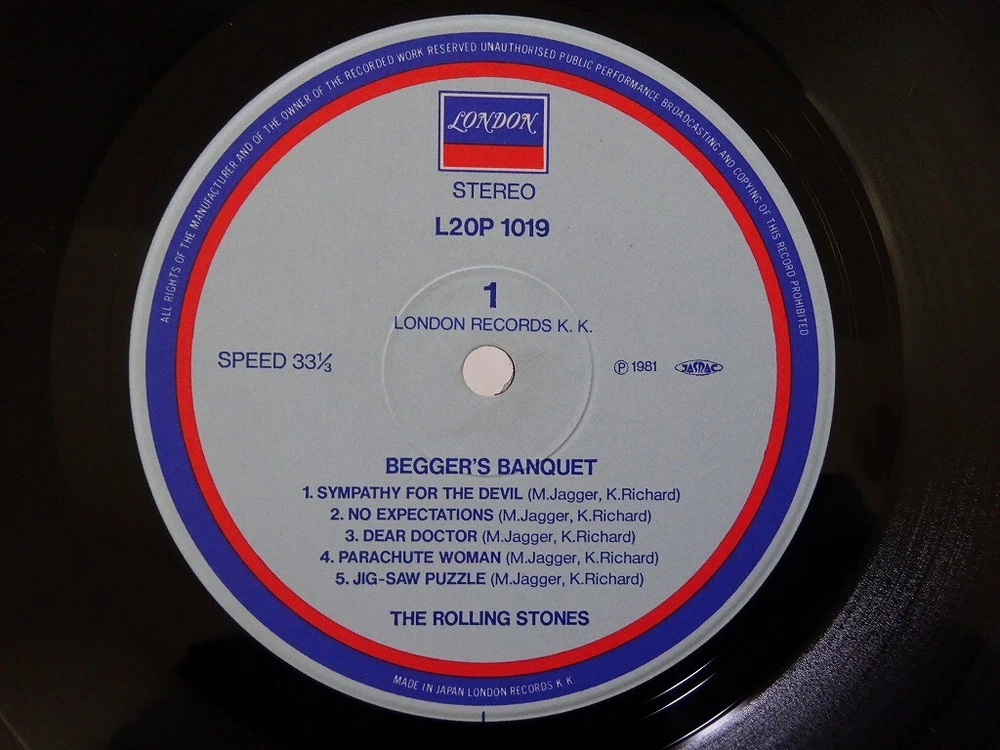 ALL RIGHTS OF THE MANUFACTURER AND OF THE OWNER OF THE RECORDED WORK RESERVED UNAUTHORISED PUBLIC PERFORMANCE BROADCASTING AND COPYING OF THIS RECORD PROHIBITED
LONDON
STEREO
L20P 1019
1
LONDON RECORDS K. K.
SPEED 33⅓
Ⓟ 1981 JASRAC
BEGGER'S BANQUET
1. SYMPATHY FOR THE DEVIL (M.Jagger, K.Richard)
2. NO EXPECTATIONS (M.Jagger, K.Richard)
3. DEAR DOCTOR (M.Jagger, K.Richard)
4. PARACHUTE WOMAN (M.Jagger, K.Richard)
5. JIG-SAW PUZZLE (M.Jagger, K.Richard)
THE ROLLING STONES
MADE IN JAPAN LONDON RECORDS K K